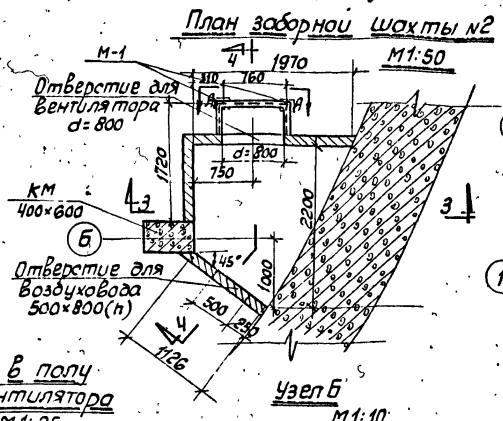 План заборной шахты №2
М1:50
М-1
4
1970
310
760
Отверстие для
вентилятора
d=800
А
А
1720
d=800
750
2200
КМ
400×600
3
3
Б
1000
45°
Отверстие для
воздуховода
500×800(h)
500
250
4
1126
в полу
нтилятора
Узел Б
М1:10